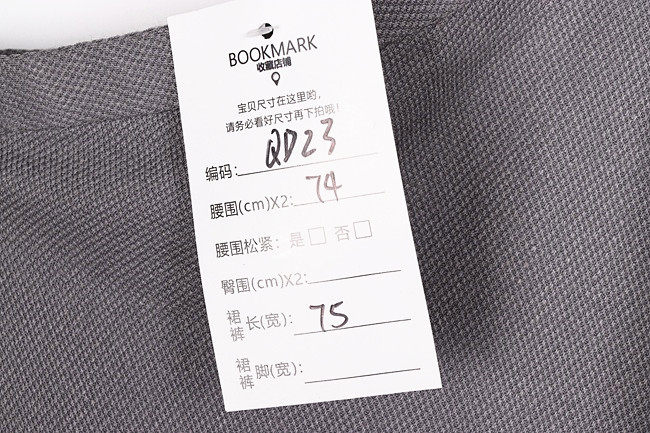 BOOKMARK
收藏店铺
宝贝尺寸在这里哟，
请务必看好尺寸再下拍哦！
编码：QD23
腰围(cm)X2: 74
腰围松紧：是□ 否□
臀围(cm)X2:
裙裤长(宽): 75
裙裤脚(宽):